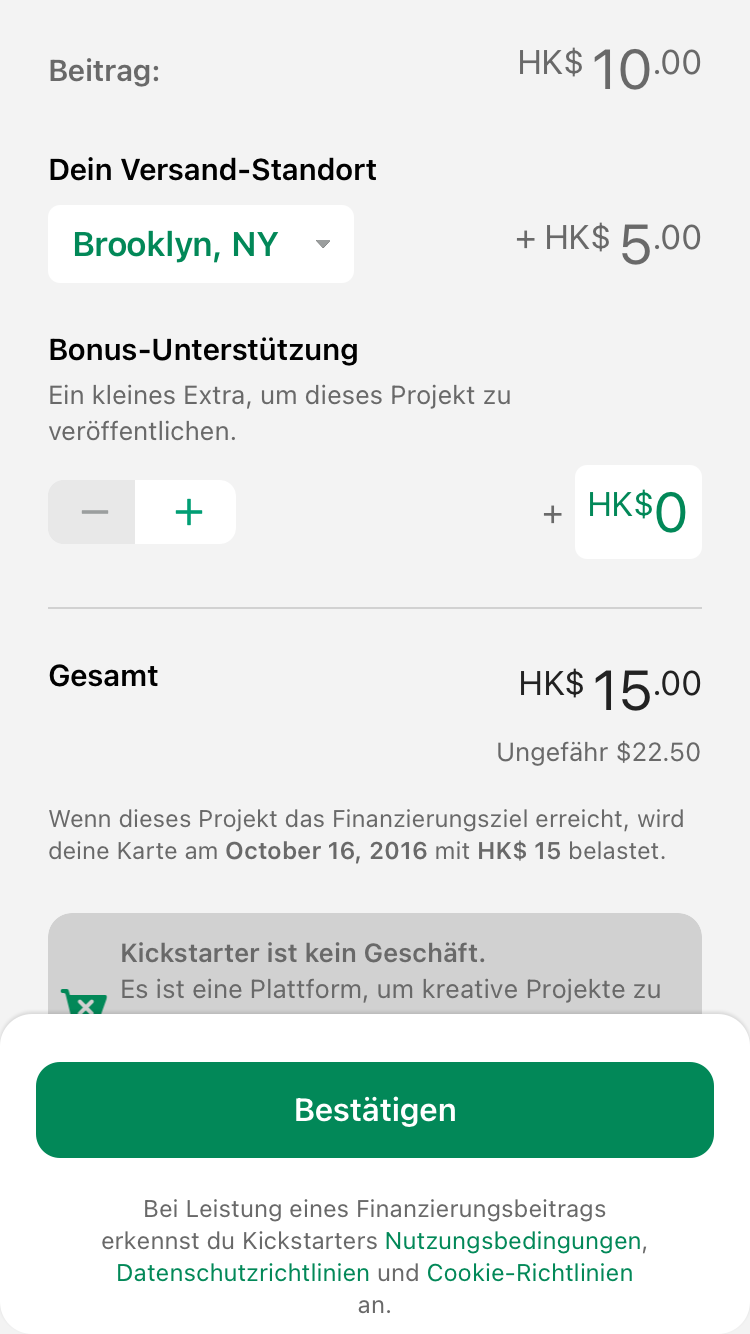 Beitrag:
HK$ 10.00
Dein Versand-Standort
Brooklyn, NY
+ HK$ 5.00
Bonus-Unterstützung
Ein kleines Extra, um dieses Projekt zu
veröffentlichen.
− +
+ HK$0
Gesamt
HK$ 15.00
Ungefähr $22.50
Wenn dieses Projekt das Finanzierungsziel erreicht, wird
deine Karte am October 16, 2016 mit HK$ 15 belastet.
Kickstarter ist kein Geschäft.
Es ist eine Plattform, um kreative Projekte zu
Bestätigen
Bei Leistung eines Finanzierungsbeitrags
erkennst du Kickstarters Nutzungsbedingungen,
Datenschutzrichtlinien und Cookie-Richtlinien
an.